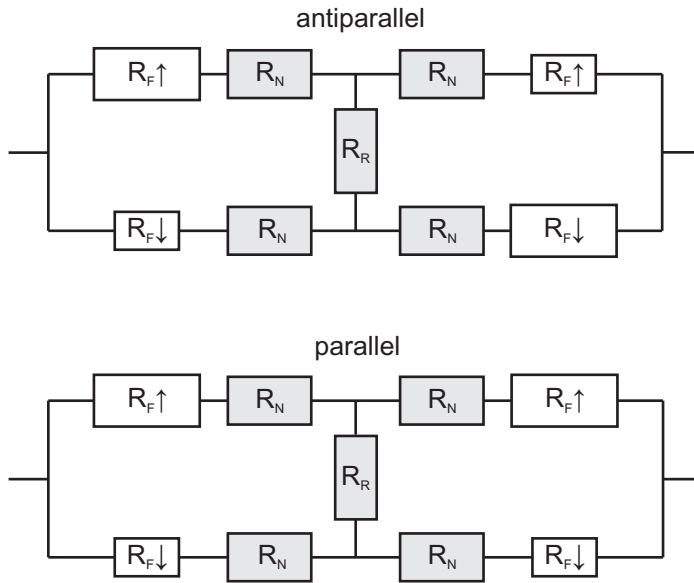 antiparallel
R_F↑ R_N R_N R_F↑
R_R
R_F↓ R_N R_N R_F↓
parallel
R_F↑ R_N R_N R_F↑
R_R
R_F↓ R_N R_N R_F↓